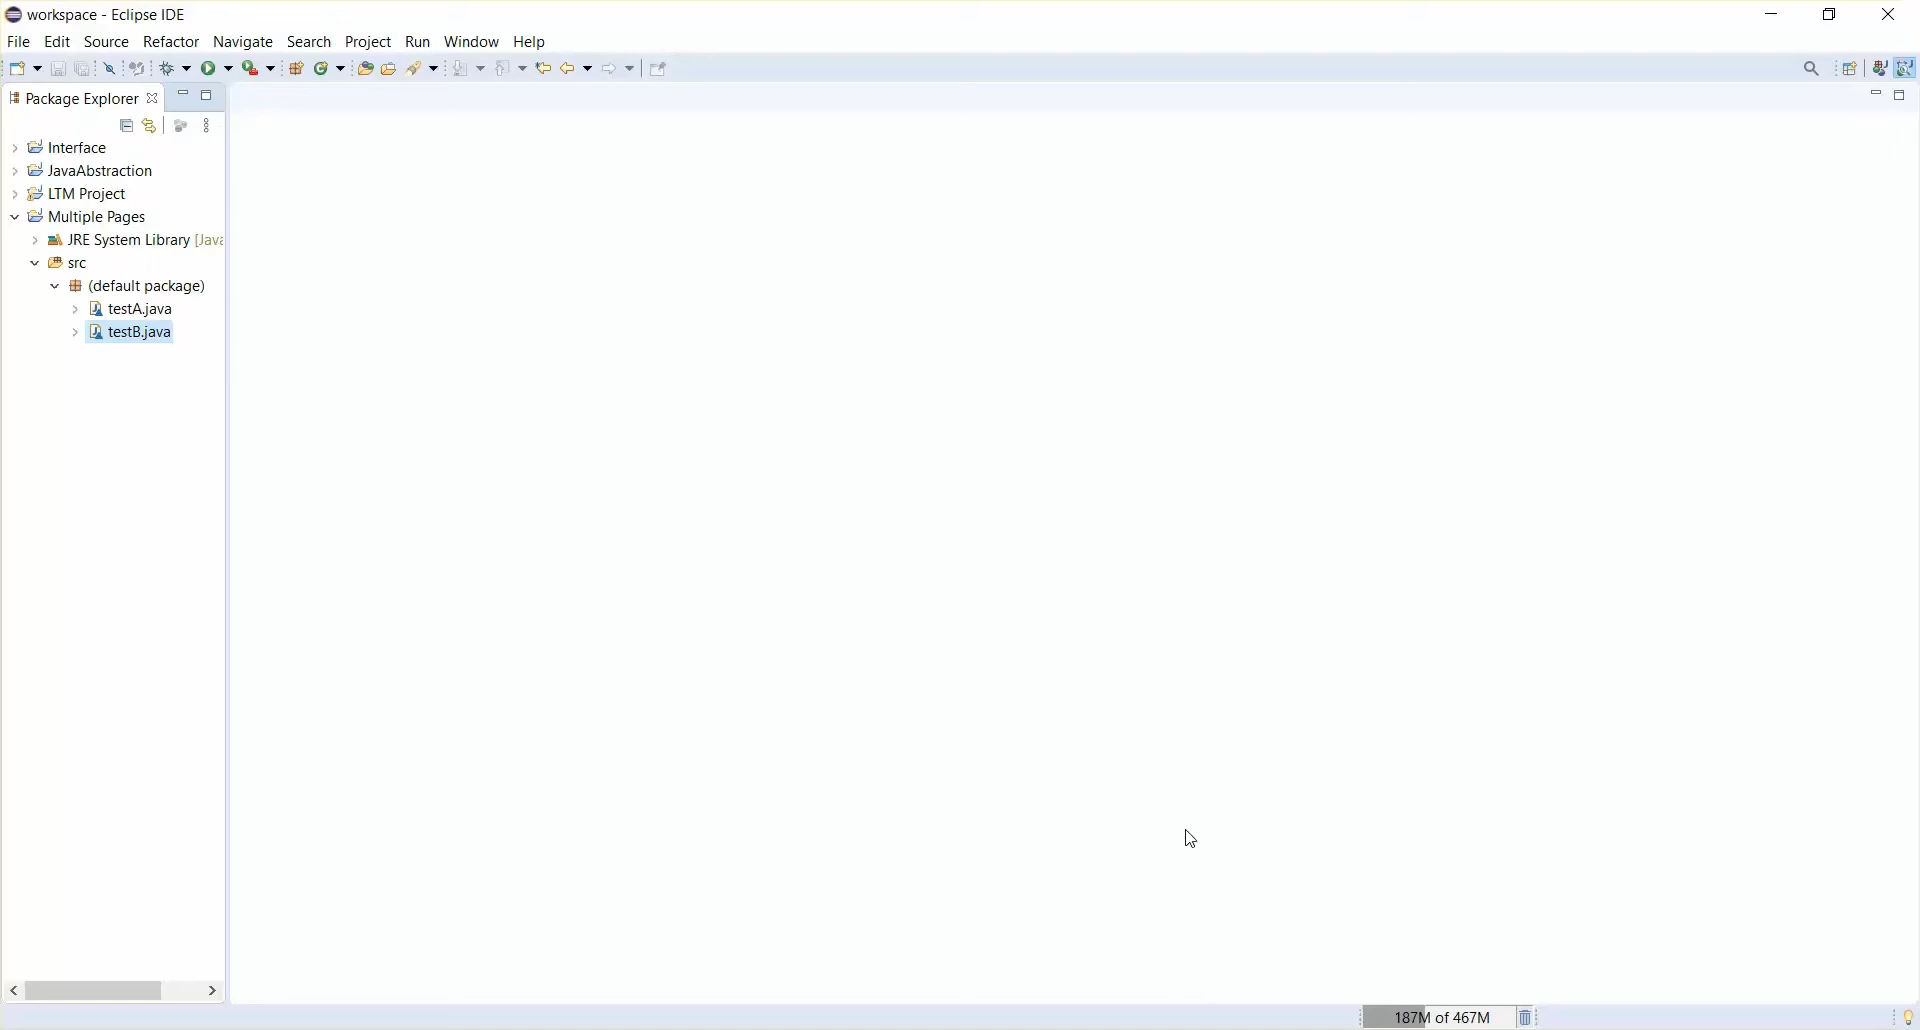 workspace - Eclipse IDE
File Edit Source Refactor Navigate Search Project Run Window Help
Package Explorer
Interface
JavaAbstraction
LTM Project
Multiple Pages
JRE System Library [Java
src
(default package)
testA.java
testB.java
187M of 467M